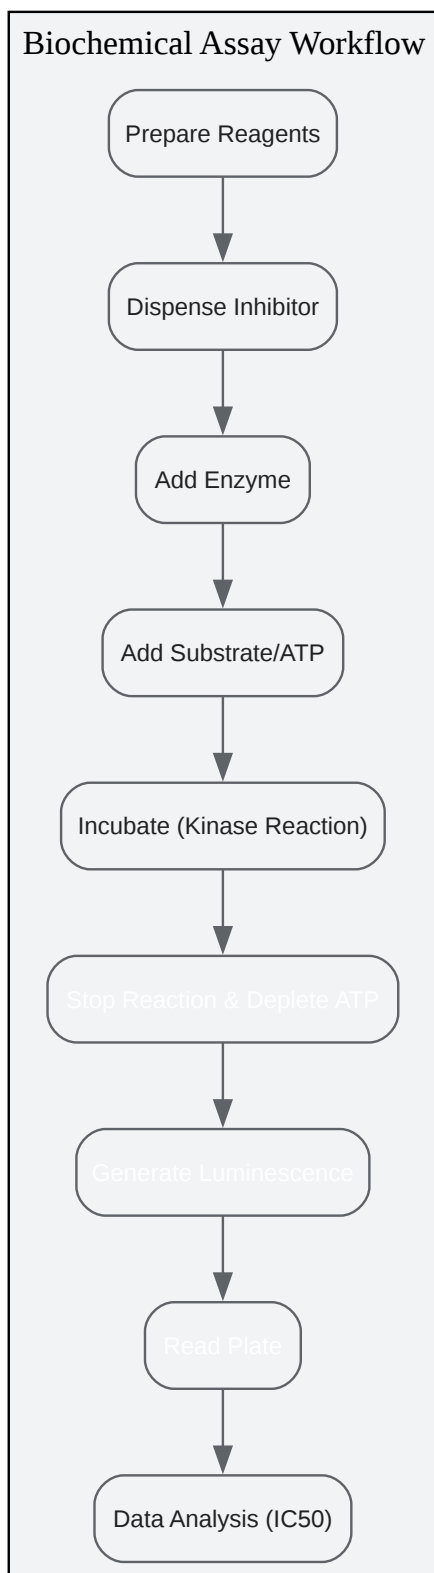 Biochemical Assay Workflow
Prepare Reagents
Dispense Inhibitor
Add Enzyme
Add Substrate/ATP
Incubate (Kinase Reaction)
Stop Reaction & Deplete ATP
Generate Luminescence
Read Plate
Data Analysis (IC50)